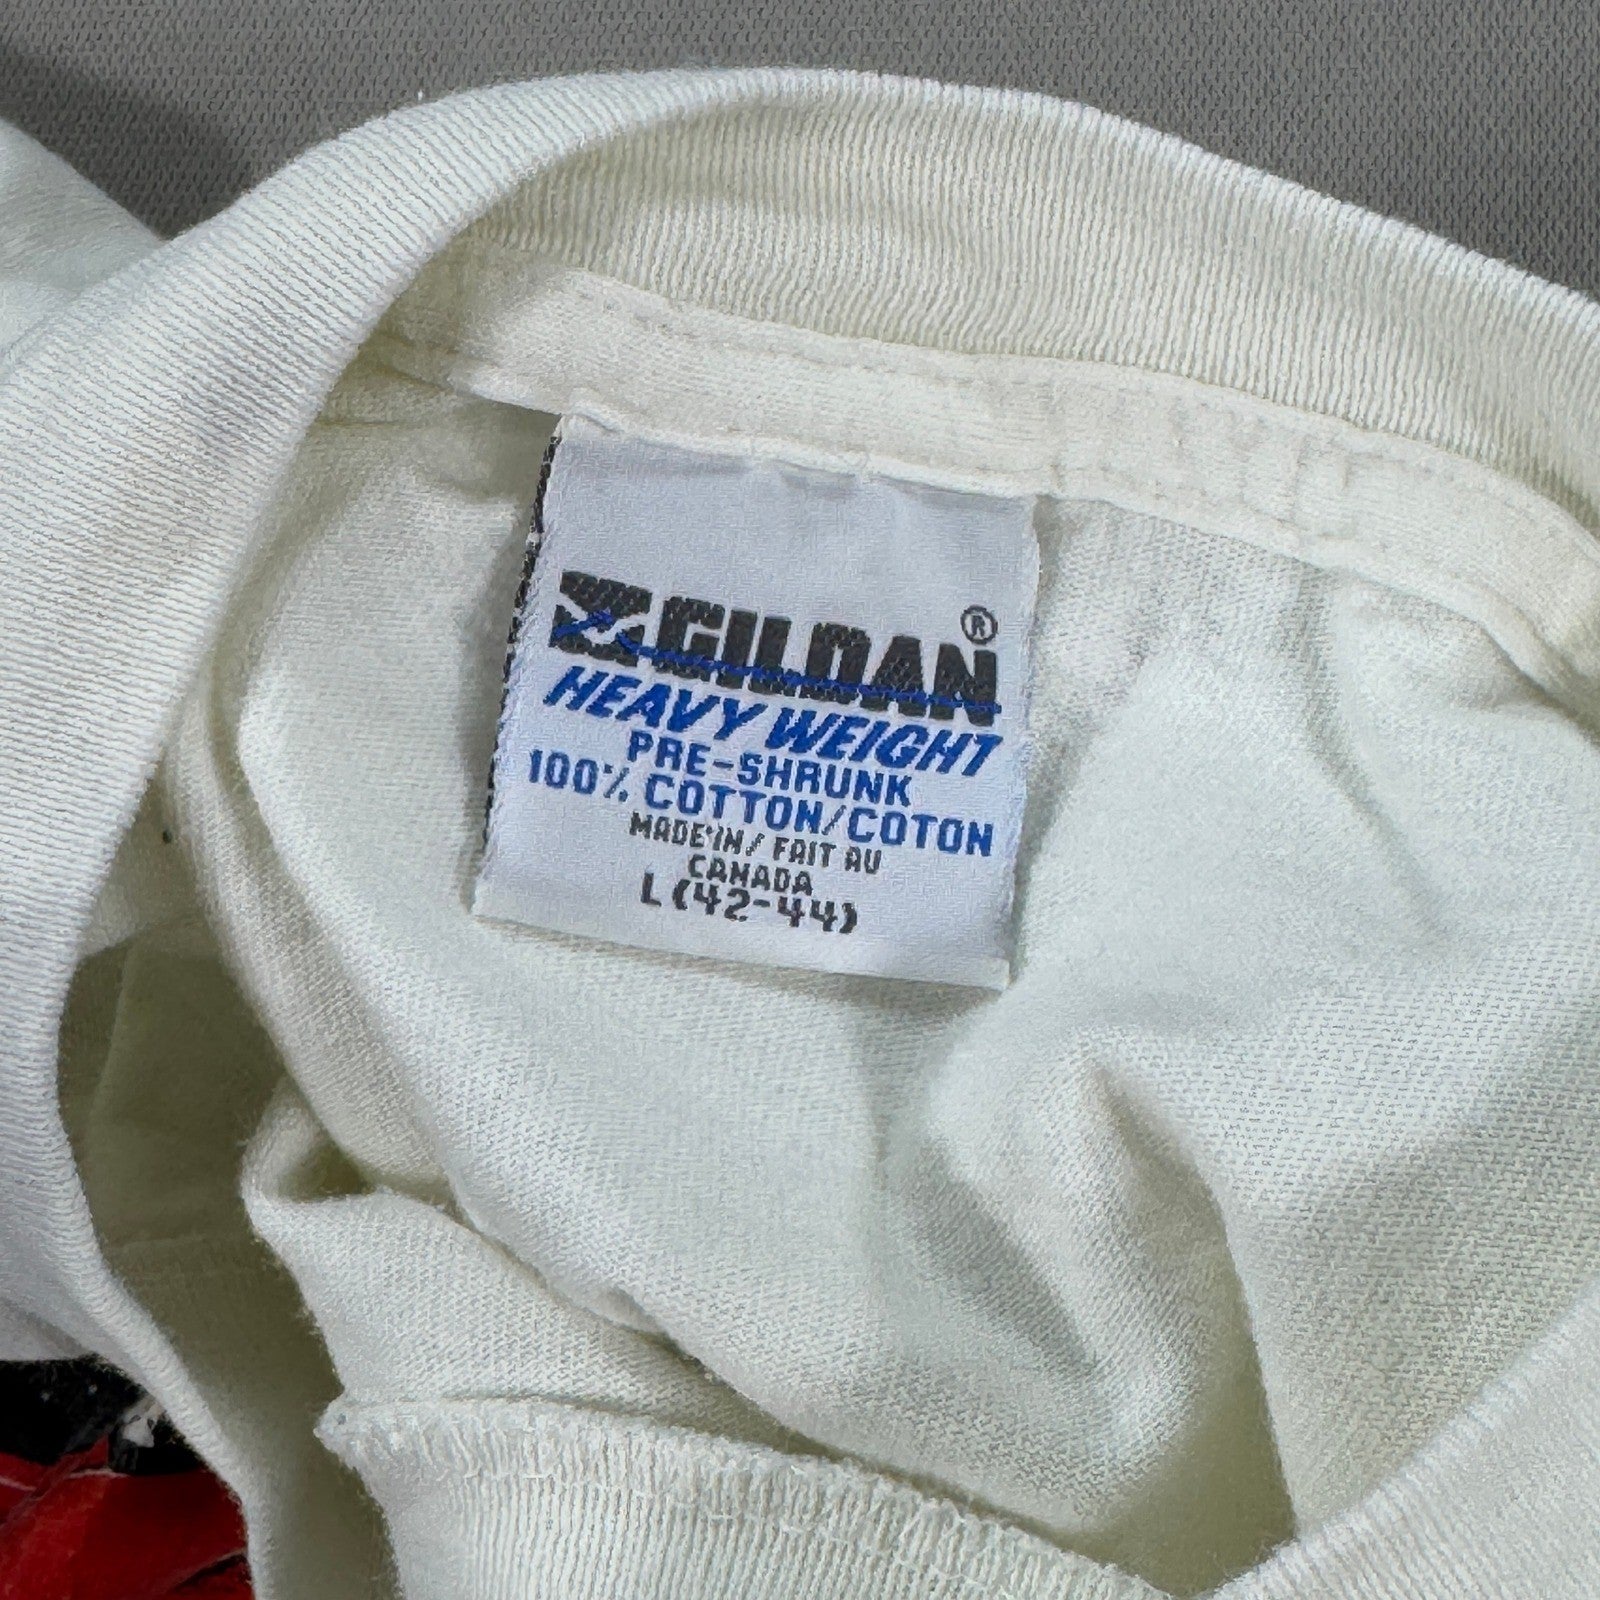 GILDAN®
HEAVY WEIGHT
PRE-SHRUNK
100% COTTON/COTON
MADE IN/ FAIT AU
CANADA
L (42-44)